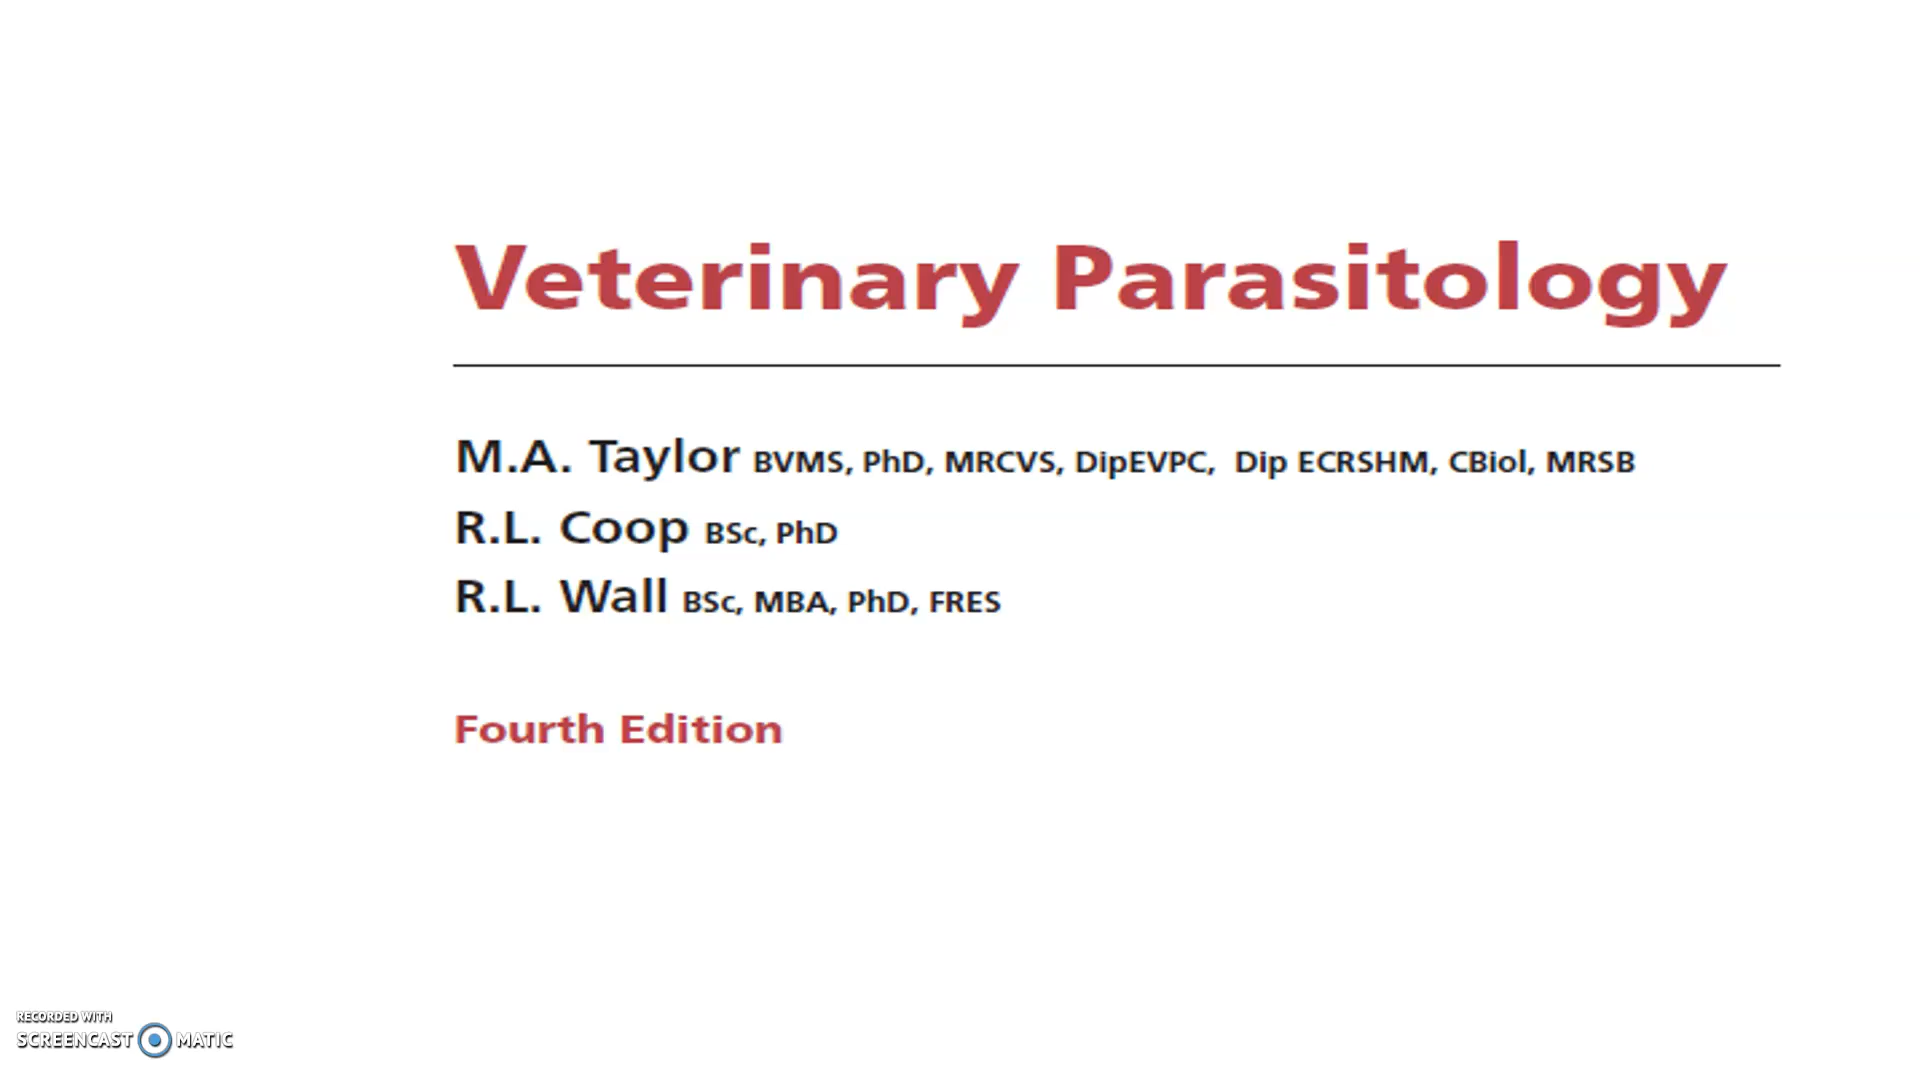 Veterinary Parasitology
M.A. Taylor BVMS, PhD, MRCVS, DipEVPC, Dip ECRSHM, CBiol, MRSB
R.L. Coop BSc, PhD
R.L. Wall BSc, MBA, PhD, FRES
Fourth Edition
RECORDED WITH
SCREENCAST MATIC